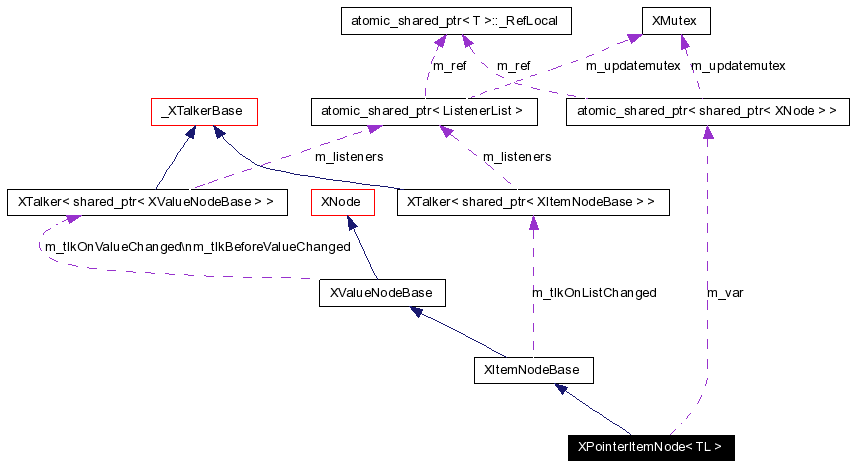 atomic_shared_ptr< T >::_RefLocal
XMutex
m_ref
m_ref
m_updatemutex
m_updatemutex
_XTalkerBase
atomic_shared_ptr< ListenerList >
atomic_shared_ptr< shared_ptr< XNode > >
m_listeners
m_listeners
XTalker< shared_ptr< XValueNodeBase > >
XNode
XTalker< shared_ptr< XItemNodeBase > >
m_tlkOnValueChanged\nm_tlkBeforeValueChanged
XValueNodeBase
m_tlkOnListChanged
m_var
XItemNodeBase
XPointerItemNode< TL >